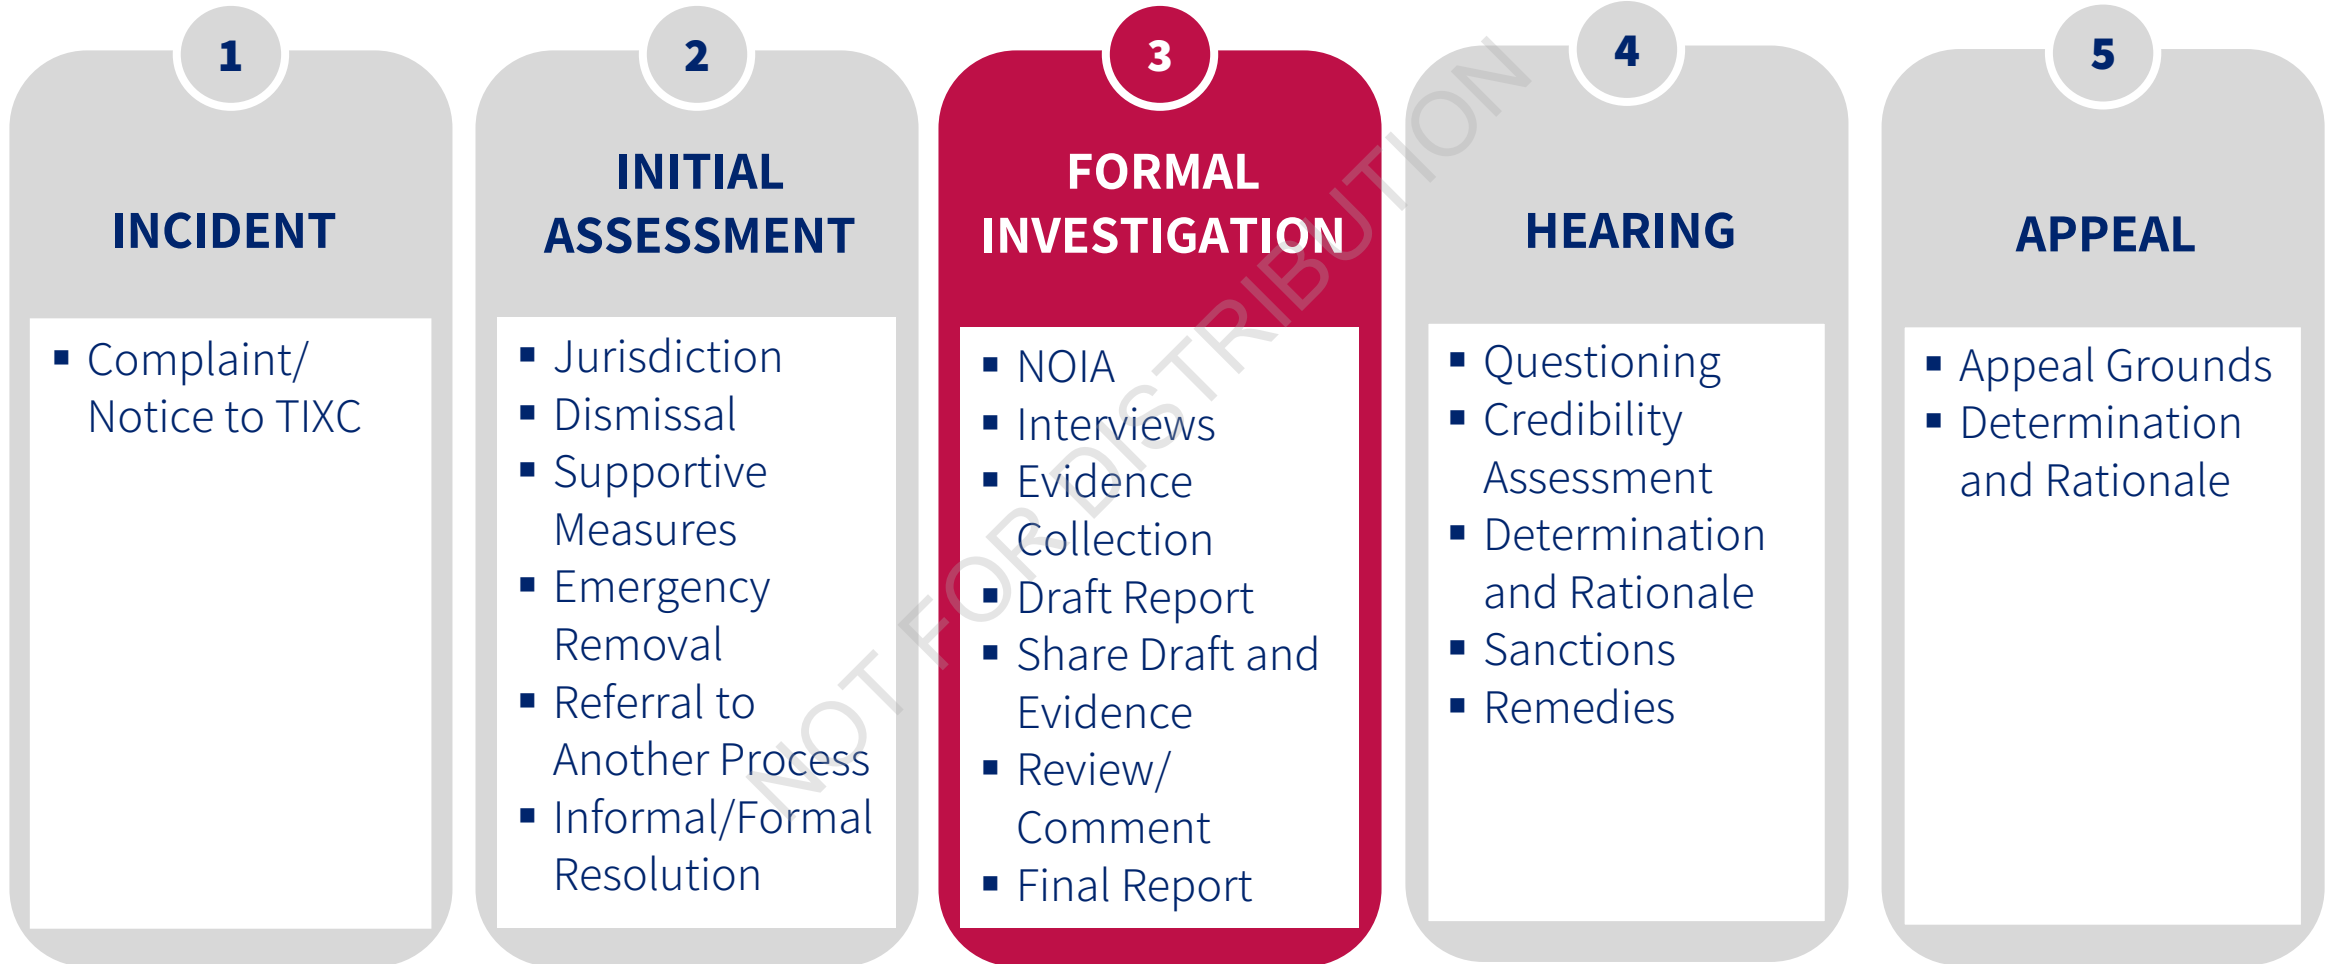 1
INCIDENT
▪ Complaint/
Notice to TIXC
2
INITIAL
ASSESSMENT
▪ Jurisdiction
▪ Dismissal
▪ Supportive
Measures
▪ Emergency
Removal
▪ Referral to
Another Process
▪ Informal/Formal
Resolution
3
FORMAL
INVESTIGATION
▪ NOIA
▪ Interviews
▪ Evidence
Collection
▪ Draft Report
▪ Share Draft and
Evidence
▪ Review/
Comment
▪ Final Report
4
HEARING
▪ Questioning
▪ Credibility
Assessment
▪ Determination
and Rationale
▪ Sanctions
▪ Remedies
5
APPEAL
▪ Appeal Grounds
▪ Determination
and Rationale
NOT FOR DISTRIBUTION